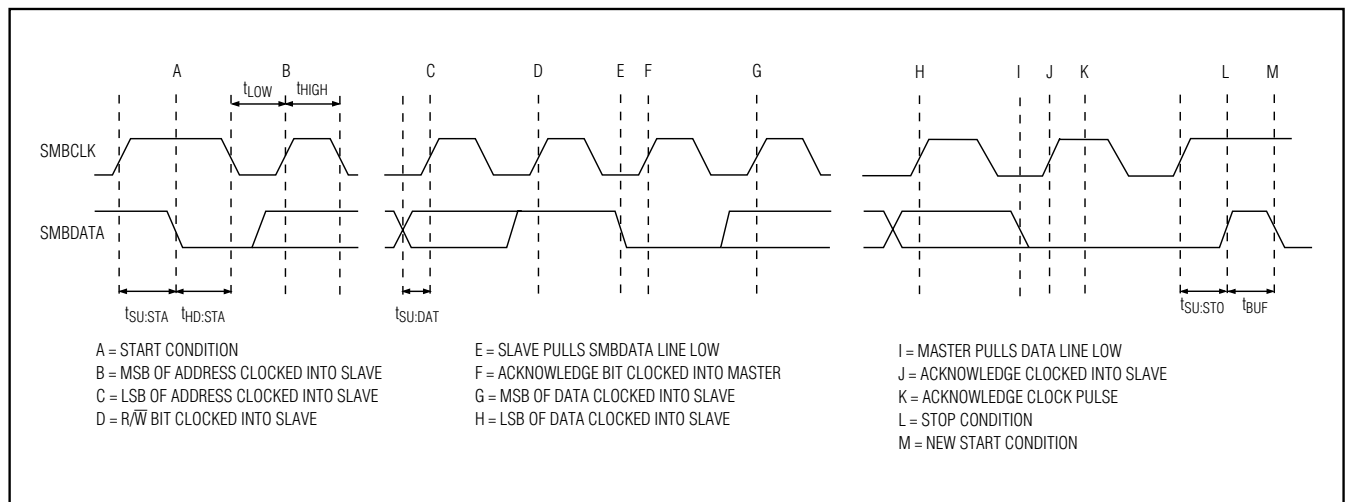 A B C D E F G H I J K L M
tLOW tHIGH
SMBCLK
SMBDATA
tSU:STA tHD:STA tSU:DAT tSU:STO tBUF
A = START CONDITION
B = MSB OF ADDRESS CLOCKED INTO SLAVE
C = LSB OF ADDRESS CLOCKED INTO SLAVE
D = R/W̅ BIT CLOCKED INTO SLAVE
E = SLAVE PULLS SMBDATA LINE LOW
F = ACKNOWLEDGE BIT CLOCKED INTO MASTER
G = MSB OF DATA CLOCKED INTO SLAVE
H = LSB OF DATA CLOCKED INTO SLAVE
I = MASTER PULLS DATA LINE LOW
J = ACKNOWLEDGE CLOCKED INTO SLAVE
K = ACKNOWLEDGE CLOCK PULSE
L = STOP CONDITION
M = NEW START CONDITION